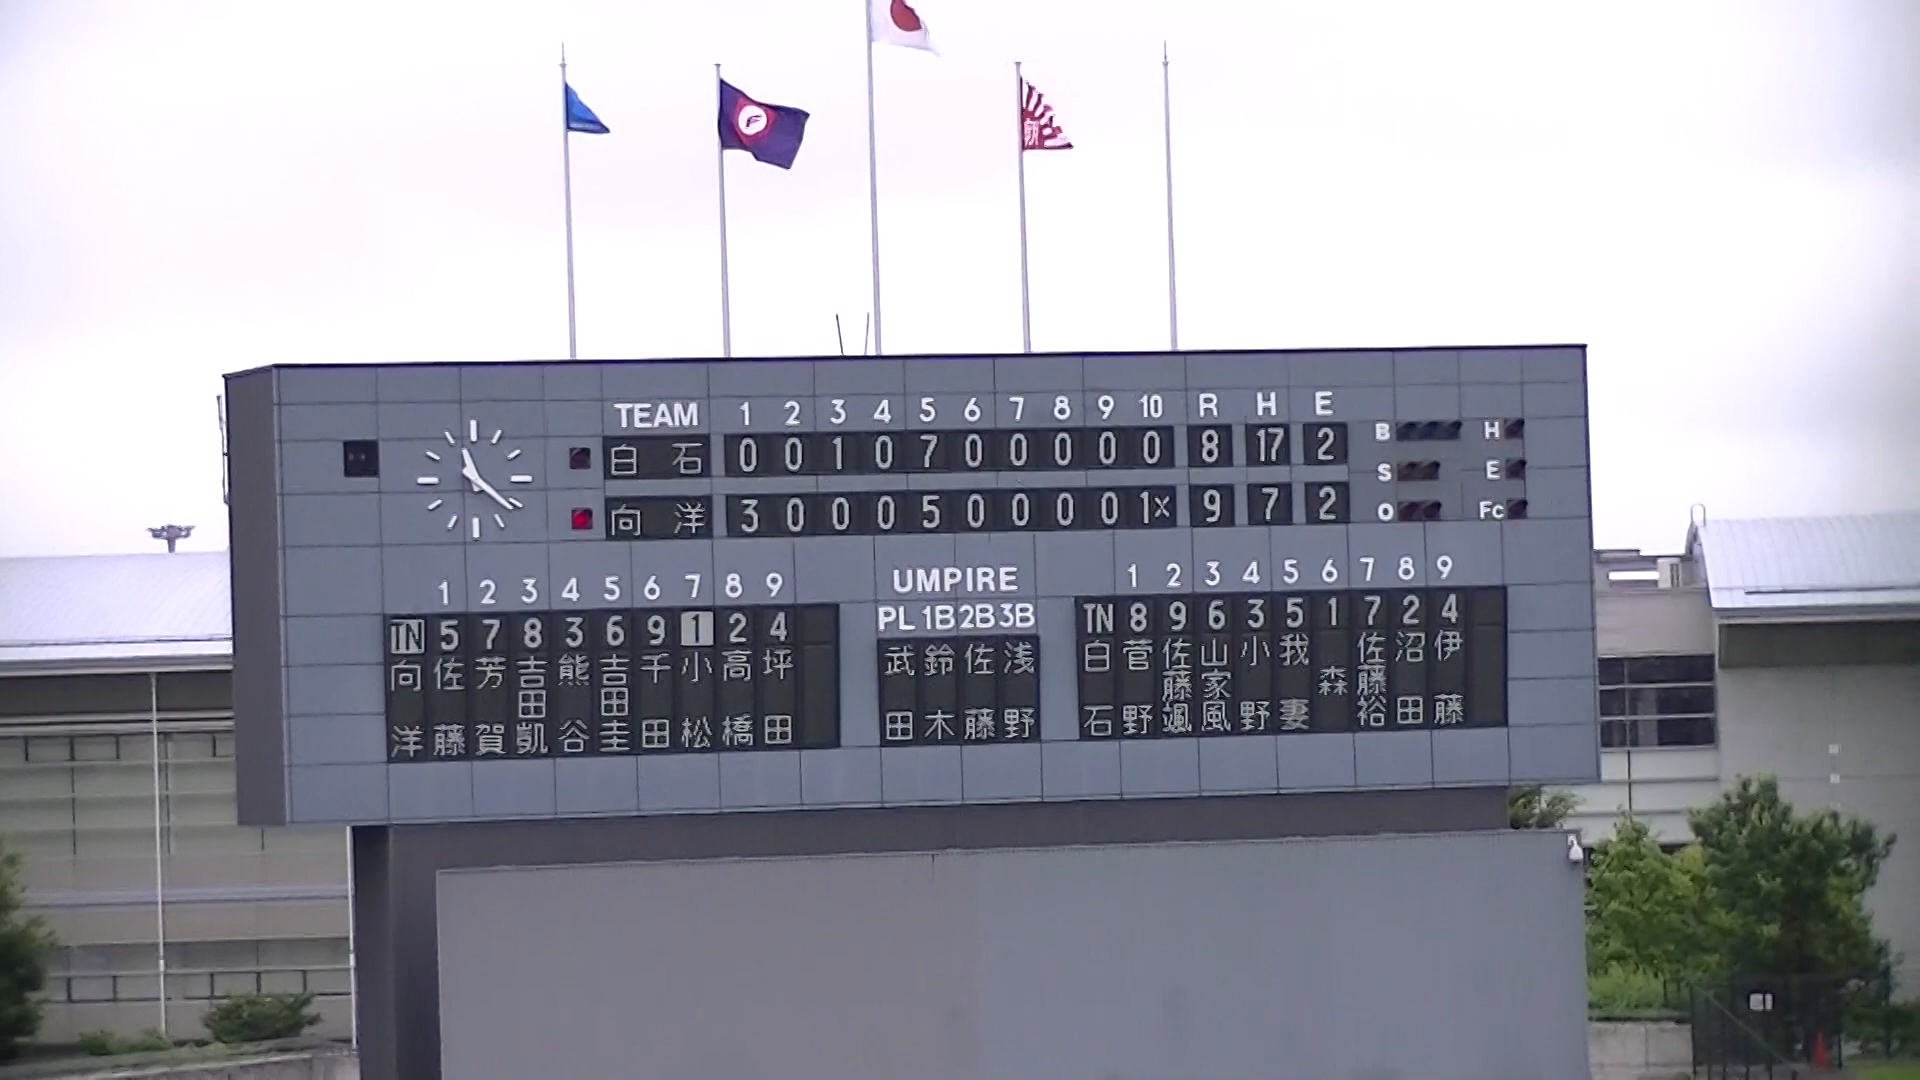 朝
TEAM 1 2 3 4 5 6 7 8 9 10 R H E
白石 0 0 1 0 7 0 0 0 0 0 8 17 2 B H
S E
向洋 3 0 0 0 5 0 0 0 0 1x 9 7 2 O Fc
1 2 3 4 5 6 7 8 9
IN 5 7 8 3 6 9 1 2 4
向洋 佐藤 芳賀 吉田凱 熊谷 吉田圭 千田 小松 高橋 坪田
UMPIRE
PL 1B 2B 3B
武田 鈴木 佐藤 浅野
1 2 3 4 5 6 7 8 9
IN 8 9 6 3 5 1 7 2 4
白石 菅野 佐藤颯 山家風 小野 我妻 森 佐藤裕 沼田 伊藤